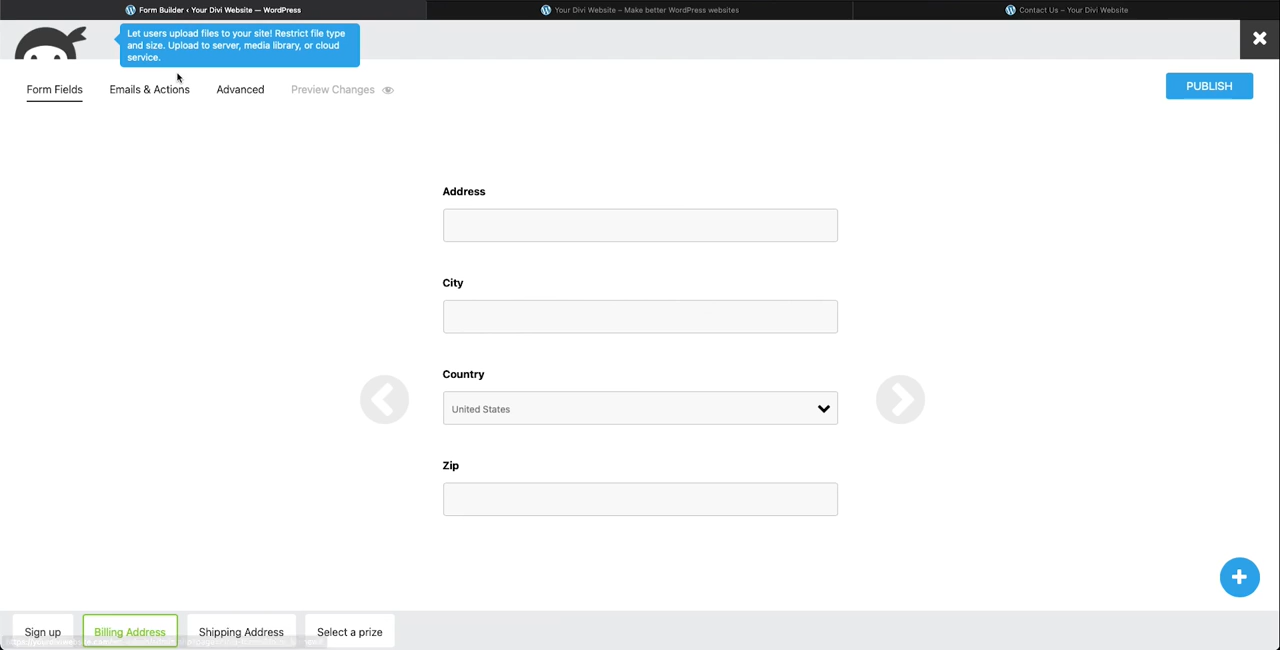 Form Builder ‹ Your Divi Website — WordPress
Your Divi Website – Make better WordPress websites
Contact Us – Your Divi Website
Let users upload files to your site! Restrict file type
and size. Upload to server, media library, or cloud
service.
Form Fields
Emails & Actions
Advanced
Preview Changes
PUBLISH
Address
City
Country
United States
Zip
Sign up
Billing Address
Shipping Address
Select a prize